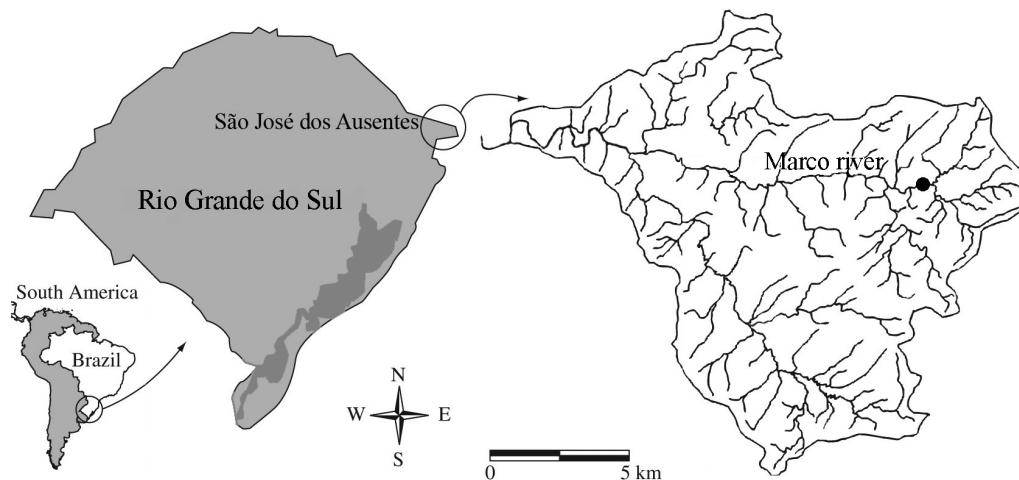 São José dos Ausentes
Marco river
Rio Grande do Sul
South America
Brazil
N
W E
S
0 5 km